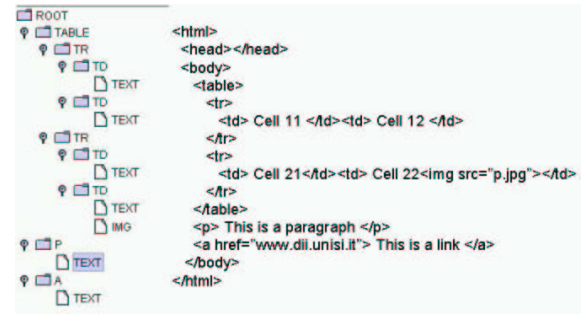 ROOT
TABLE
TR
TD
TEXT
TD
TEXT
TR
TD
TEXT
TD
TEXT
IMG
P
TEXT
A
TEXT
<html>
<head></head>
<body>
<table>
<tr>
<td> Cell 11 </td><td> Cell 12 </td>
</tr>
<tr>
<td> Cell 21</td><td> Cell 22<img src="p.jpg"></td>
</tr>
</table>
<p> This is a paragraph </p>
<a href="www.dii.unisi.it"> This is a link </a>
</body>
</html>